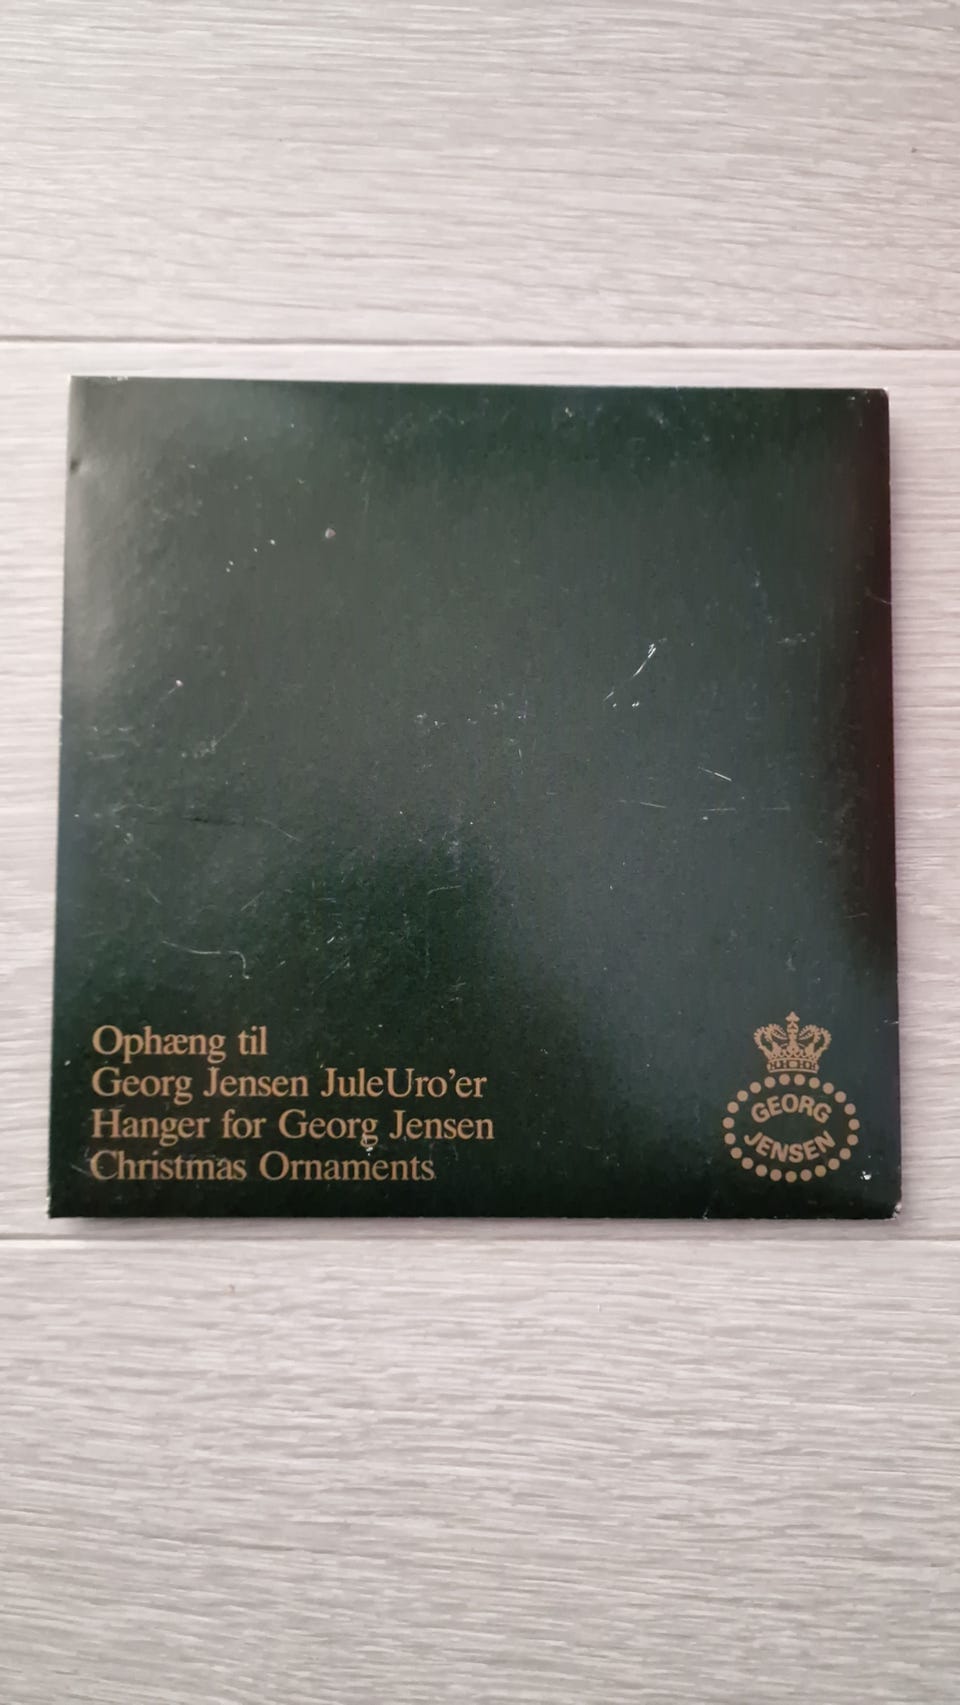 Ophæng til
Georg Jensen JuleUro'er
Hanger for Georg Jensen
Christmas Ornaments
GEORG
JENSEN